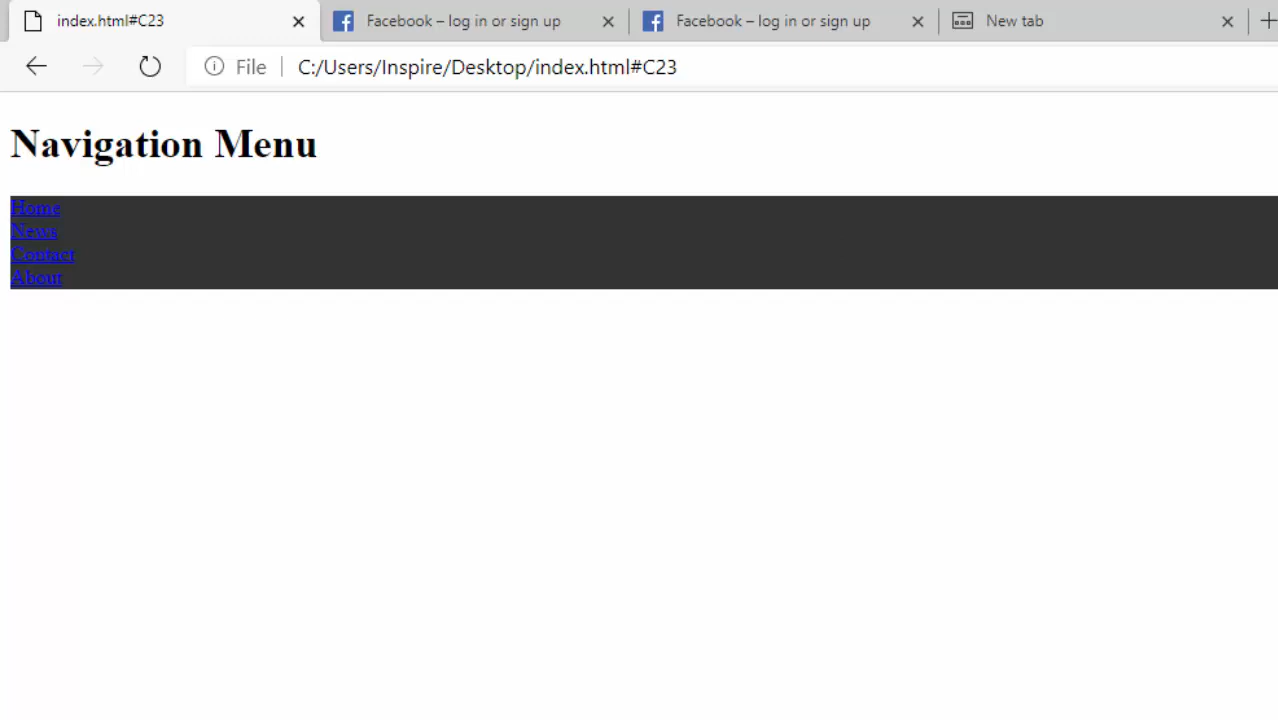 index.html#C23
Facebook – log in or sign up
Facebook – log in or sign up
New tab
File
C:/Users/Inspire/Desktop/index.html#C23
Navigation Menu
Home
News
Contact
About